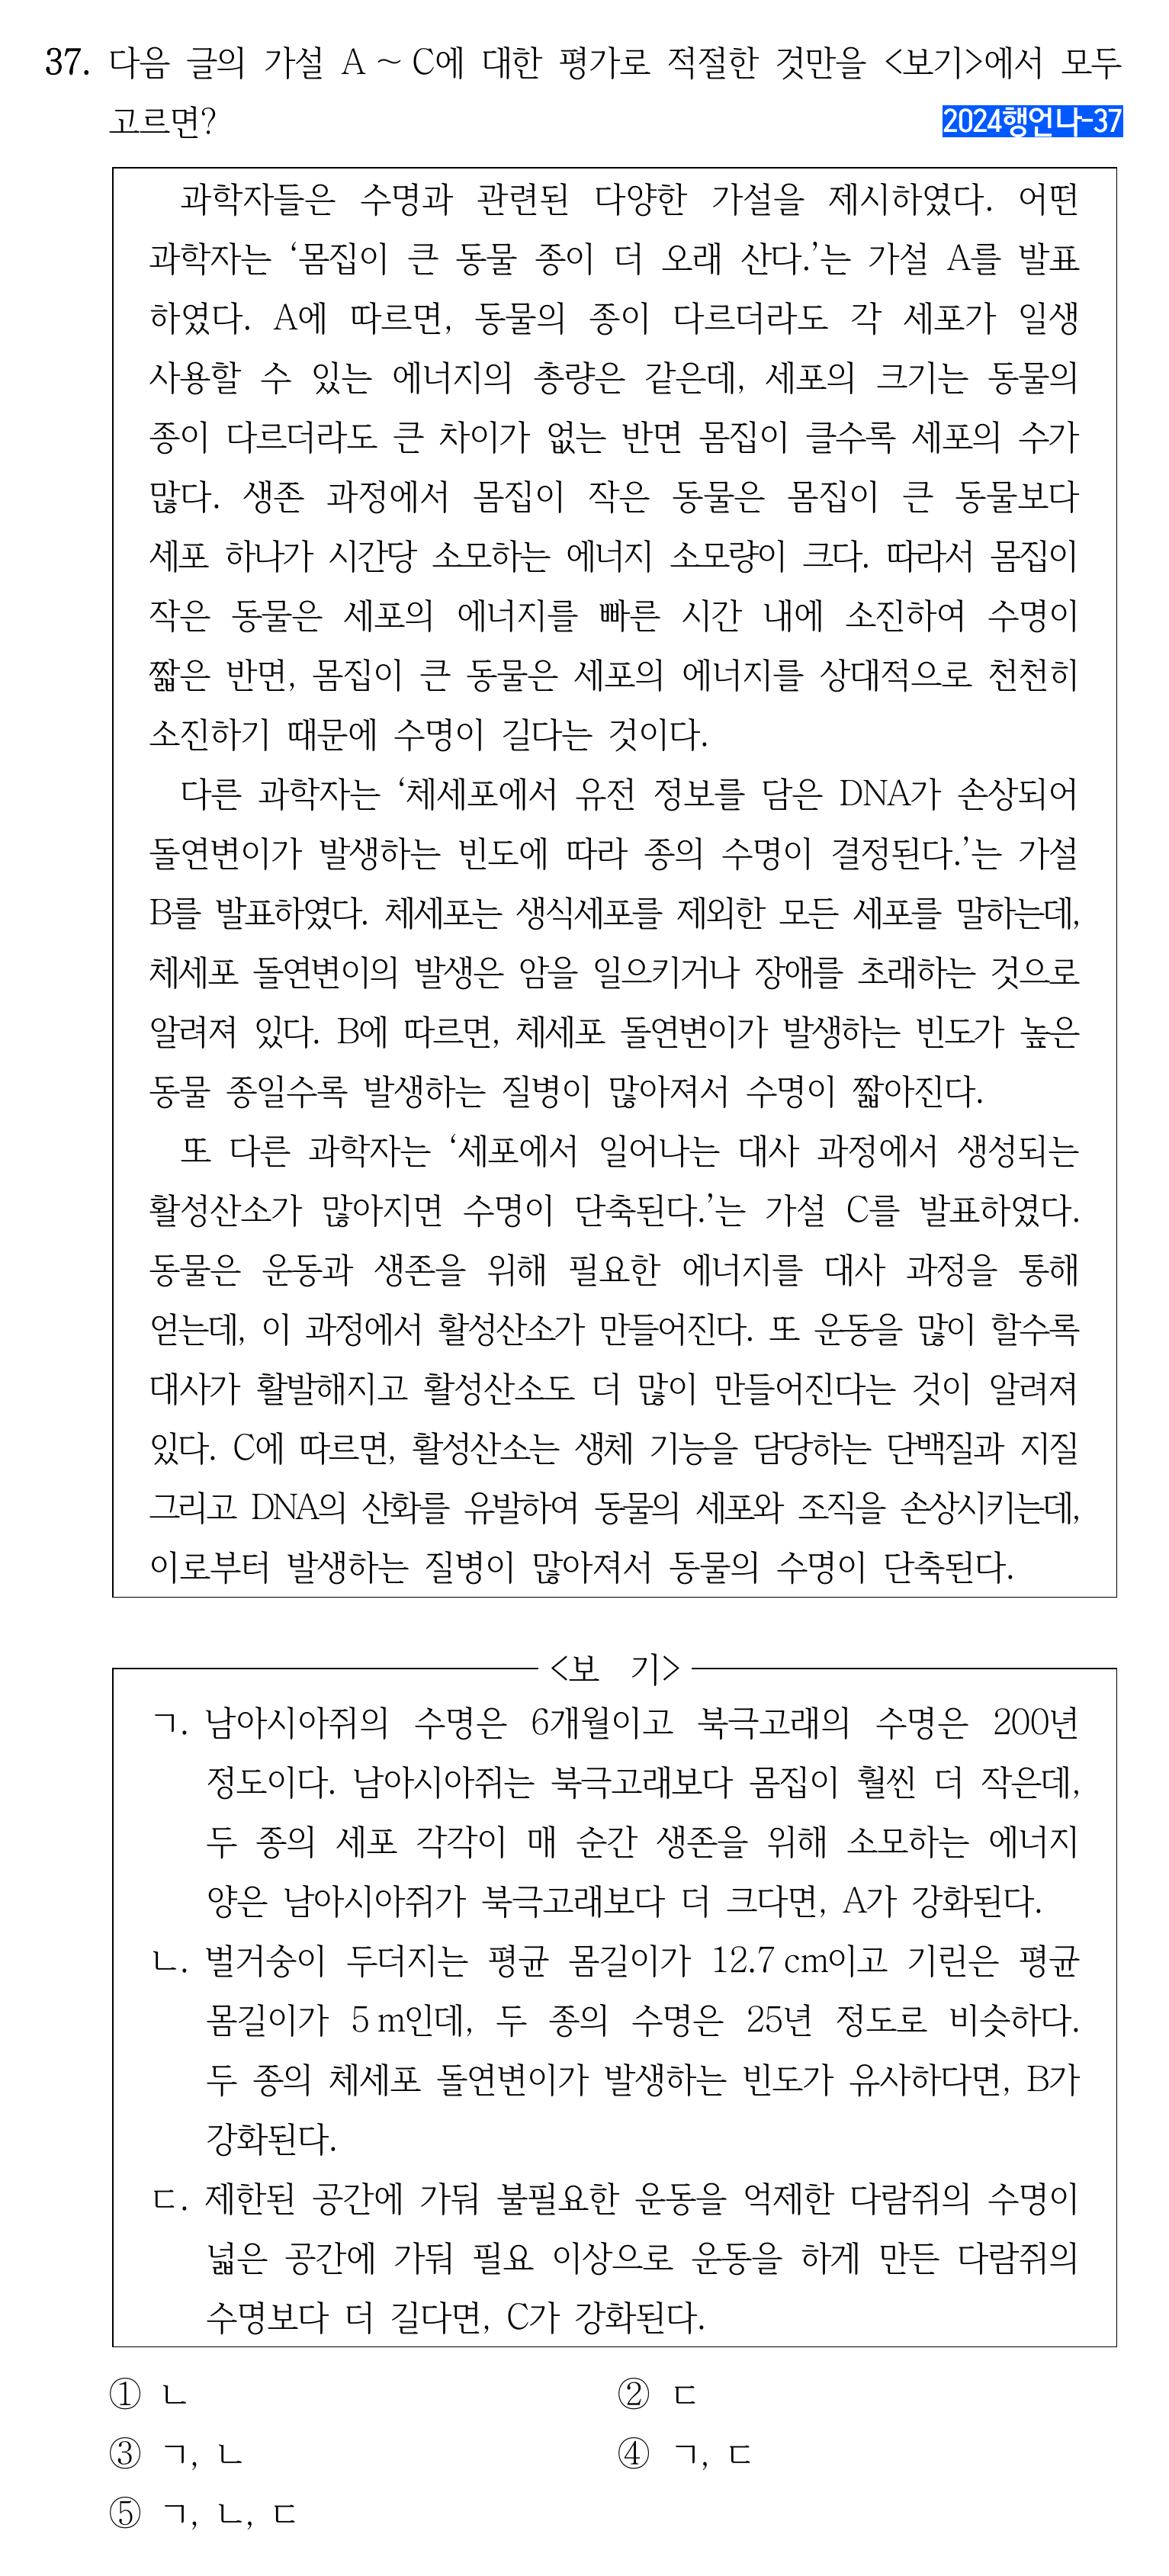 37. 다음 글의 가설 A ~ C에 대한 평가로 적절한 것만을 <보기>에서 모두
고르면?
2024행언나-37
과학자들은 수명과 관련된 다양한 가설을 제시하였다. 어떤
과학자는 ‘몸집이 큰 동물 종이 더 오래 산다.’는 가설 A를 발표
하였다. A에 따르면, 동물의 종이 다르더라도 각 세포가 일생
사용할 수 있는 에너지의 총량은 같은데, 세포의 크기는 동물의
종이 다르더라도 큰 차이가 없는 반면 몸집이 클수록 세포의 수가
많다. 생존 과정에서 몸집이 작은 동물은 몸집이 큰 동물보다
세포 하나가 시간당 소모하는 에너지 소모량이 크다. 따라서 몸집이
작은 동물은 세포의 에너지를 빠른 시간 내에 소진하여 수명이
짧은 반면, 몸집이 큰 동물은 세포의 에너지를 상대적으로 천천히
소진하기 때문에 수명이 길다는 것이다.
다른 과학자는 ‘체세포에서 유전 정보를 담은 DNA가 손상되어
돌연변이가 발생하는 빈도에 따라 종의 수명이 결정된다.’는 가설
B를 발표하였다. 체세포는 생식세포를 제외한 모든 세포를 말하는데,
체세포 돌연변이의 발생은 암을 일으키거나 장애를 초래하는 것으로
알려져 있다. B에 따르면, 체세포 돌연변이가 발생하는 빈도가 높은
동물 종일수록 발생하는 질병이 많아져서 수명이 짧아진다.
또 다른 과학자는 ‘세포에서 일어나는 대사 과정에서 생성되는
활성산소가 많아지면 수명이 단축된다.’는 가설 C를 발표하였다.
동물은 운동과 생존을 위해 필요한 에너지를 대사 과정을 통해
얻는데, 이 과정에서 활성산소가 만들어진다. 또 운동을 많이 할수록
대사가 활발해지고 활성산소도 더 많이 만들어진다는 것이 알려져
있다. C에 따르면, 활성산소는 생체 기능을 담당하는 단백질과 지질
그리고 DNA의 산화를 유발하여 동물의 세포와 조직을 손상시키는데,
이로부터 발생하는 질병이 많아져서 동물의 수명이 단축된다.
<보 기>
ㄱ. 남아시아쥐의 수명은 6개월이고 북극고래의 수명은 200년
정도이다. 남아시아쥐는 북극고래보다 몸집이 훨씬 더 작은데,
두 종의 세포 각각이 매 순간 생존을 위해 소모하는 에너지
양은 남아시아쥐가 북극고래보다 더 크다면, A가 강화된다.
ㄴ. 벌거숭이 두더지는 평균 몸길이가 12.7 cm이고 기린은 평균
몸길이가 5 m인데, 두 종의 수명은 25년 정도로 비슷하다.
두 종의 체세포 돌연변이가 발생하는 빈도가 유사하다면, B가
강화된다.
ㄷ. 제한된 공간에 가둬 불필요한 운동을 억제한 다람쥐의 수명이
넓은 공간에 가둬 필요 이상으로 운동을 하게 만든 다람쥐의
수명보다 더 길다면, C가 강화된다.
① ㄴ ② ㄷ
③ ㄱ, ㄴ ④ ㄱ, ㄷ
⑤ ㄱ, ㄴ, ㄷ